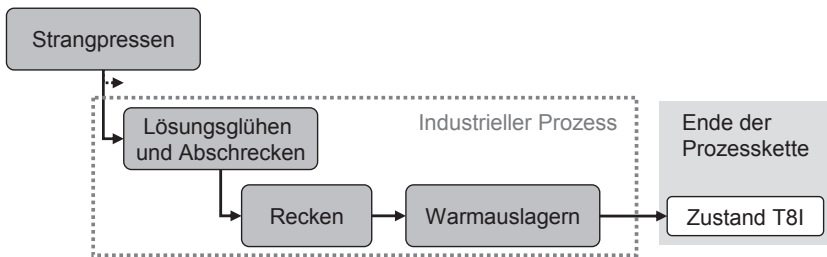 Strangpressen
Lösungsglühen
und Abschrecken
Industrieller Prozess
Ende der
Prozesskette
Recken
Warmauslagern
Zustand T8I